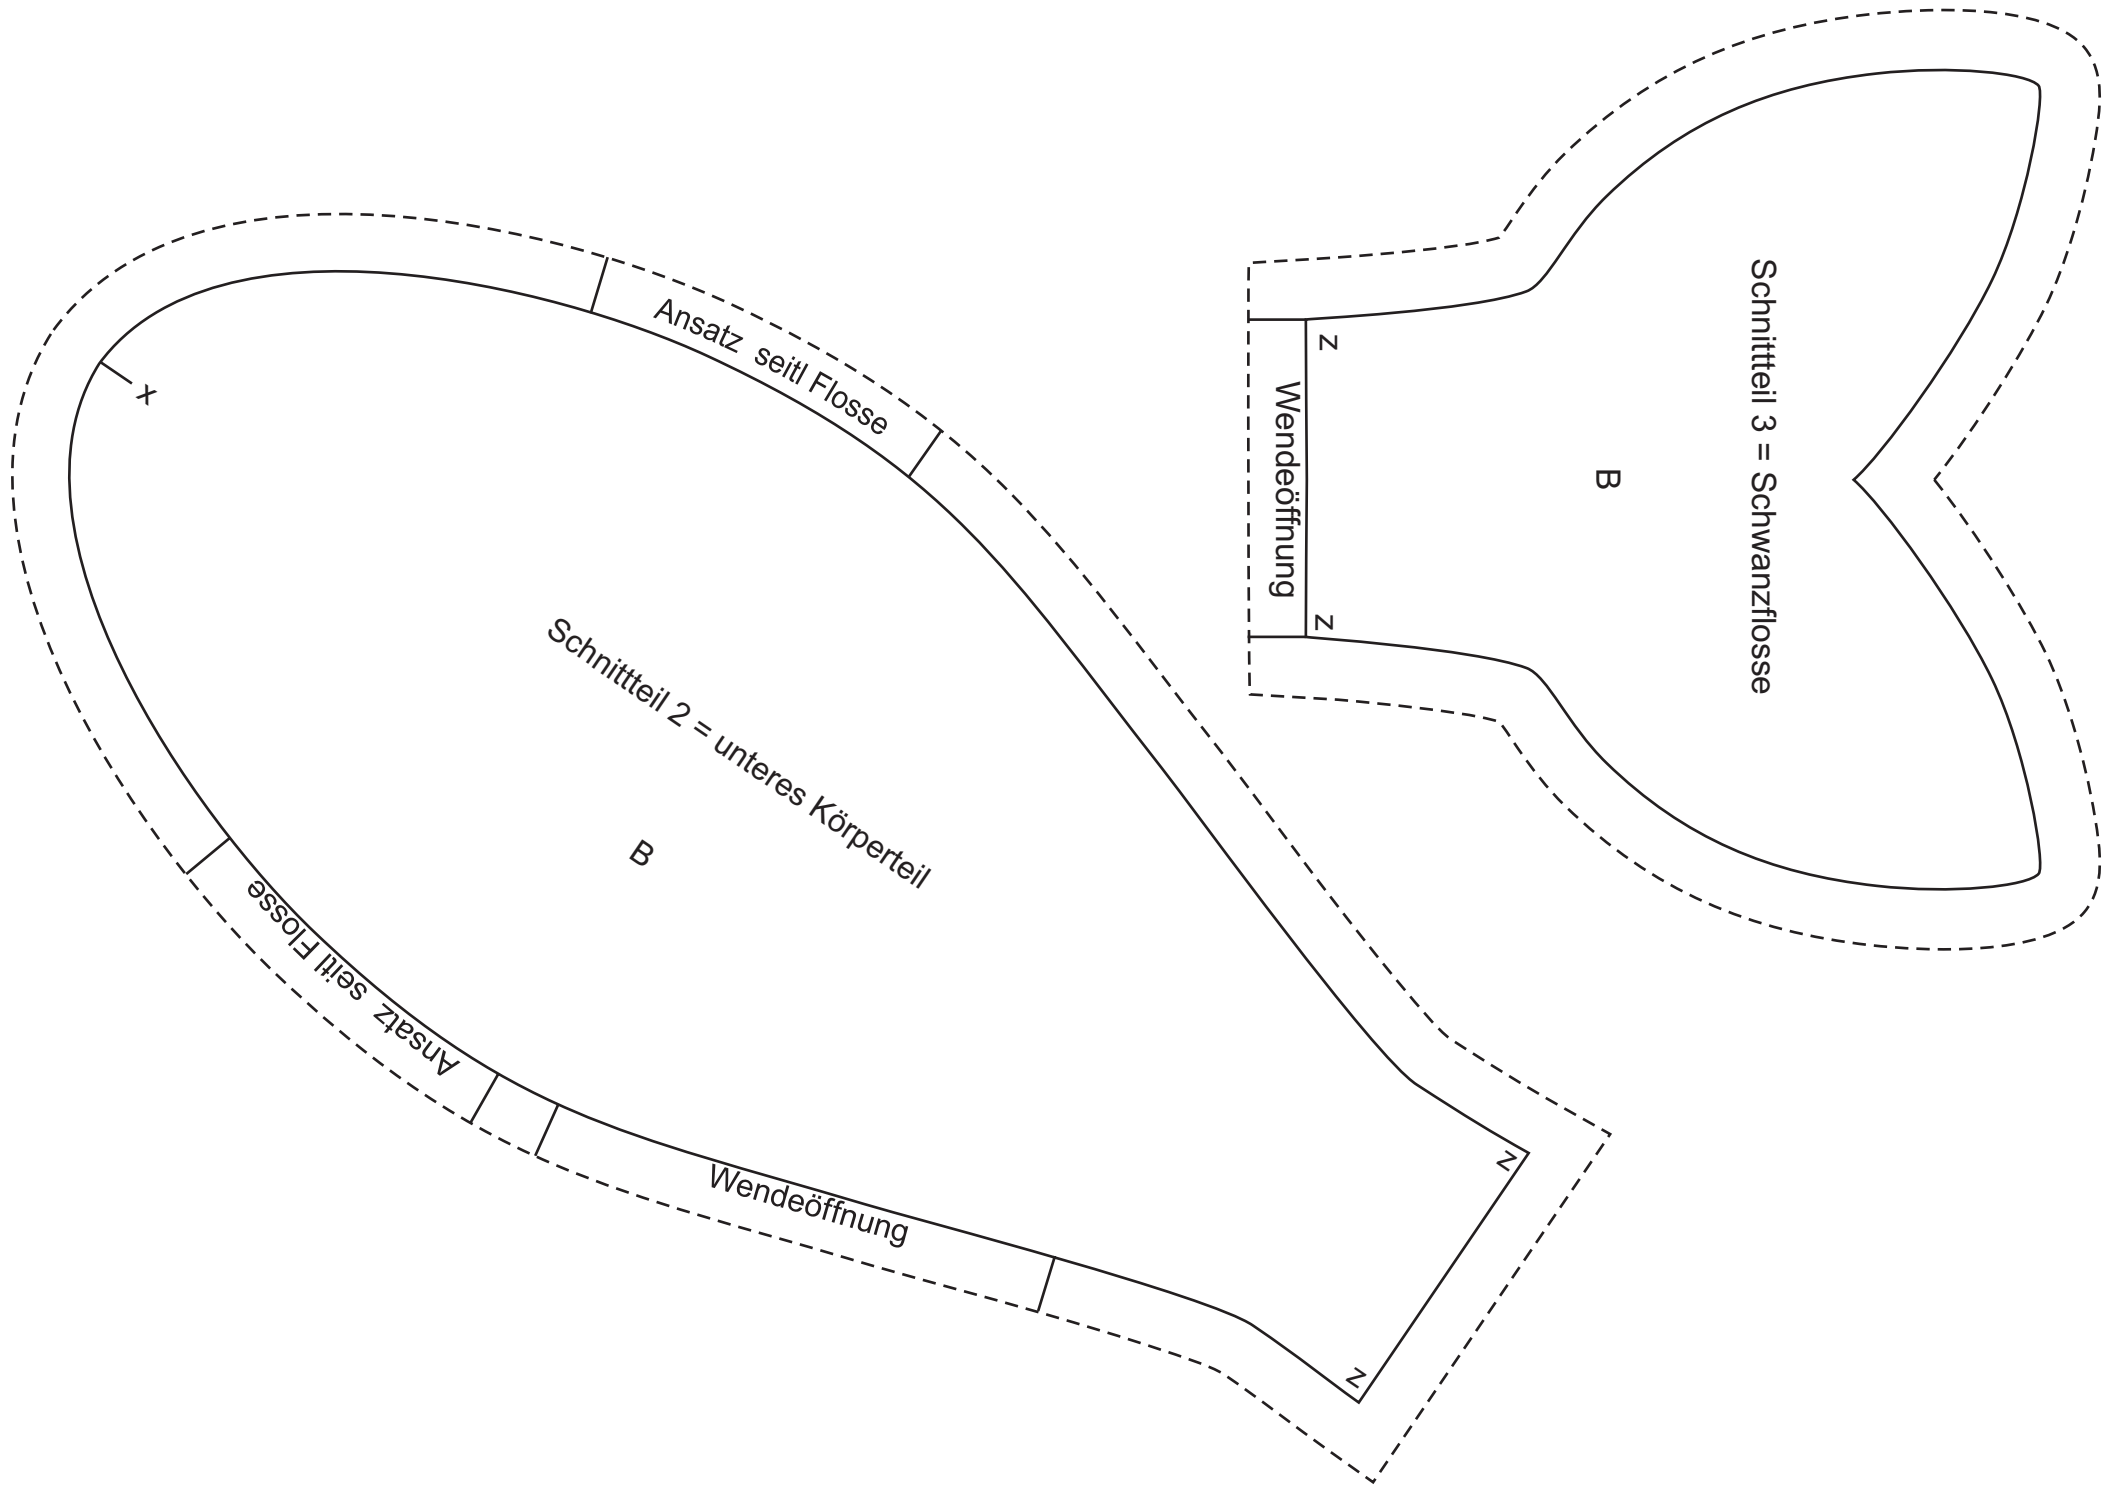 Ansatz seitl Flosse
x
Schnittteil 2 = unteres Körperteil
B
Ansatz seitl Flosse
Wendeöffnung
z
z
Schnittteil 3 = Schwanzflosse
B
z
Wendeöffnung
z